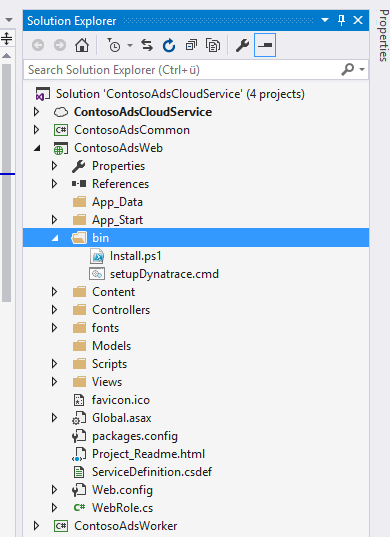 Solution Explorer
Properties
Search Solution Explorer (Ctrl+ü)
Solution 'ContosoAdsCloudService' (4 projects)
ContosoAdsCloudService
C# ContosoAdsCommon
ContosoAdsWeb
Properties
References
App_Data
App_Start
bin
Install.ps1
setupDynatrace.cmd
Content
Controllers
fonts
Models
Scripts
Views
favicon.ico
Global.asax
packages.config
Project_Readme.html
ServiceDefinition.csdef
Web.config
C# WebRole.cs
C# ContosoAdsWorker